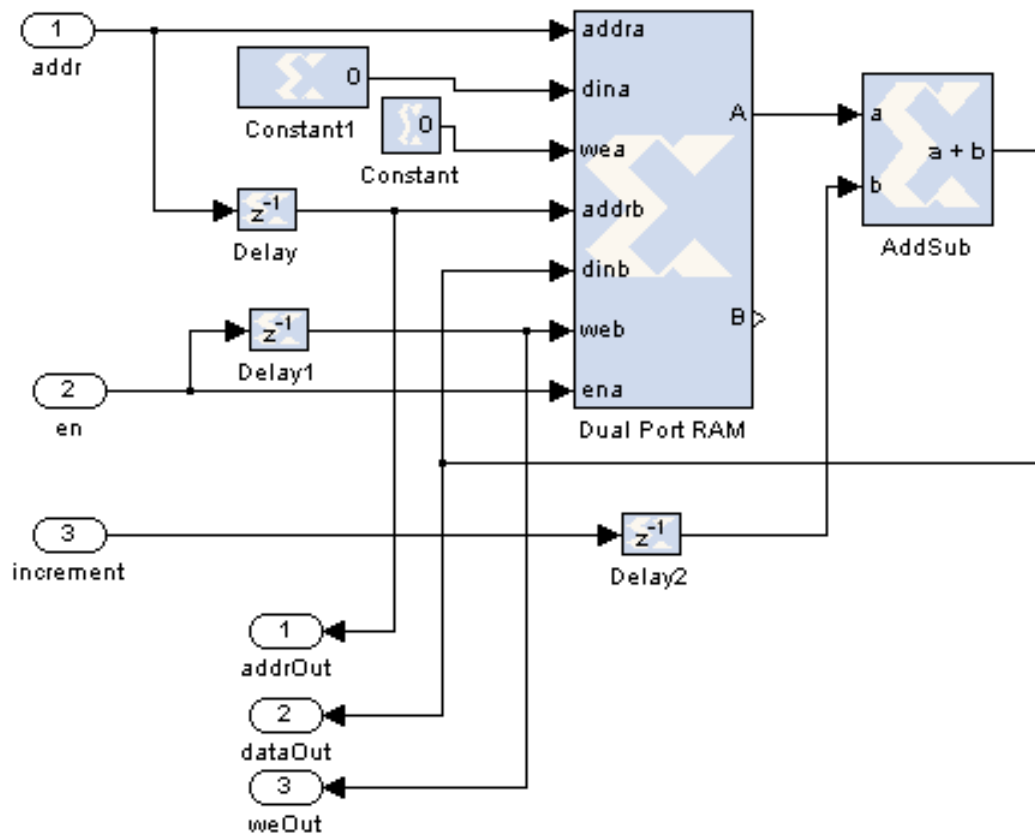 1
addr
0
Constant1
0
Constant
z-1
Delay
z-1
Delay1
2
en
addra
dina
wea
addrb
dinb
web
ena
A
B
Dual Port RAM
a
b
a + b
AddSub
3
increment
z-1
Delay2
1
addrOut
2
dataOut
3
weOut